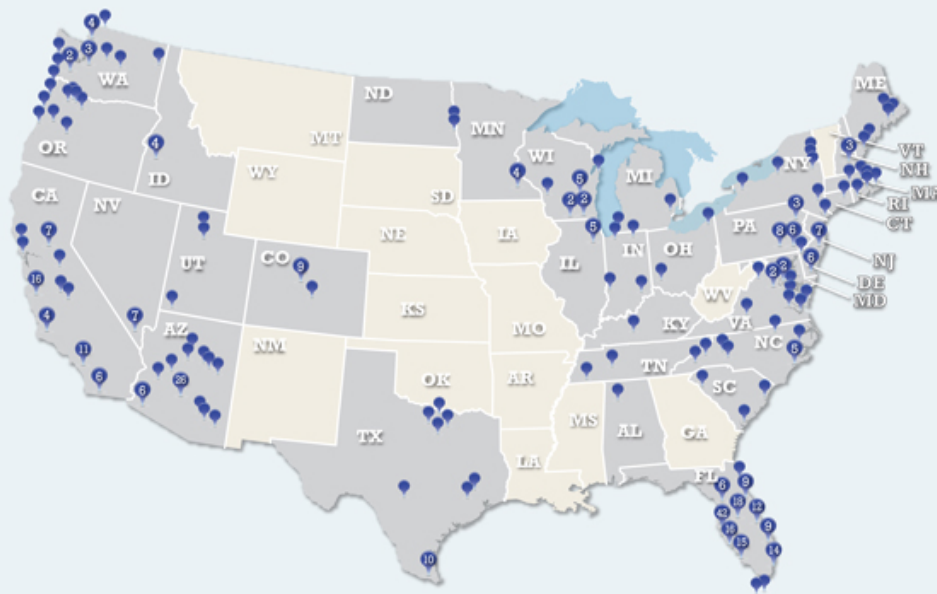 4
3
2
WA
ND
ME
MT
MN
OR
4
ID
WI
4
5
2
2
MI
NY
3
VT
NH
MA
RI
CT
WY
SD
CA
NV
7
NE
IA
5
IL
IN
OH
PA
3
8
6
7
NJ
6
DE
MD
UT
CO
9
16
4
KS
MO
WV
2
2
VA
KY
7
AZ
11
6
6
26
NM
OK
AR
TN
NC
5
SC
TX
MS
AL
GA
LA
FL
6
9
18
12
42
16
9
15
14
10